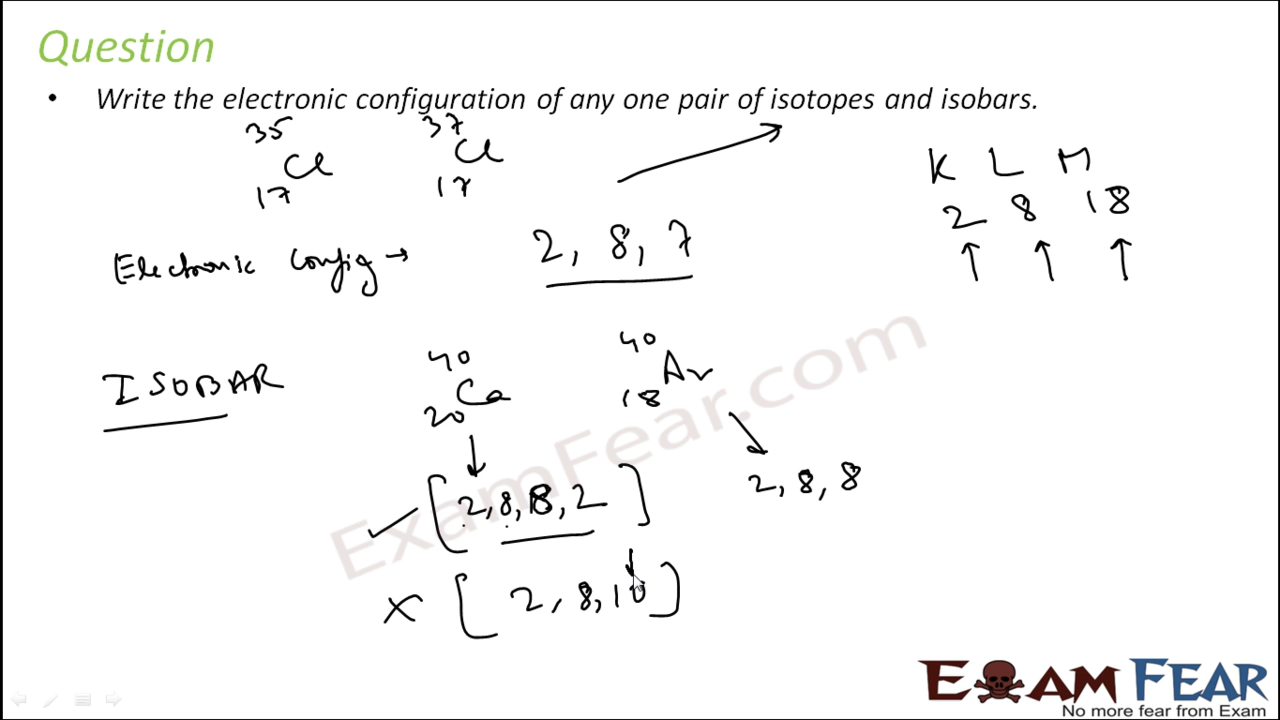 Question
• Write the electronic configuration of any one pair of isotopes and isobars.
35 Cl 17 37 Cl 17
K L M
2 8 18
Electronic Config → 2, 8, 7
ISOBAR
40 Ca 20 40 Ar 18
[2,8,8,2] 2, 8, 8
[2, 8, 10]
ExamFear.com
EXAMFEAR
No more fear from Exam